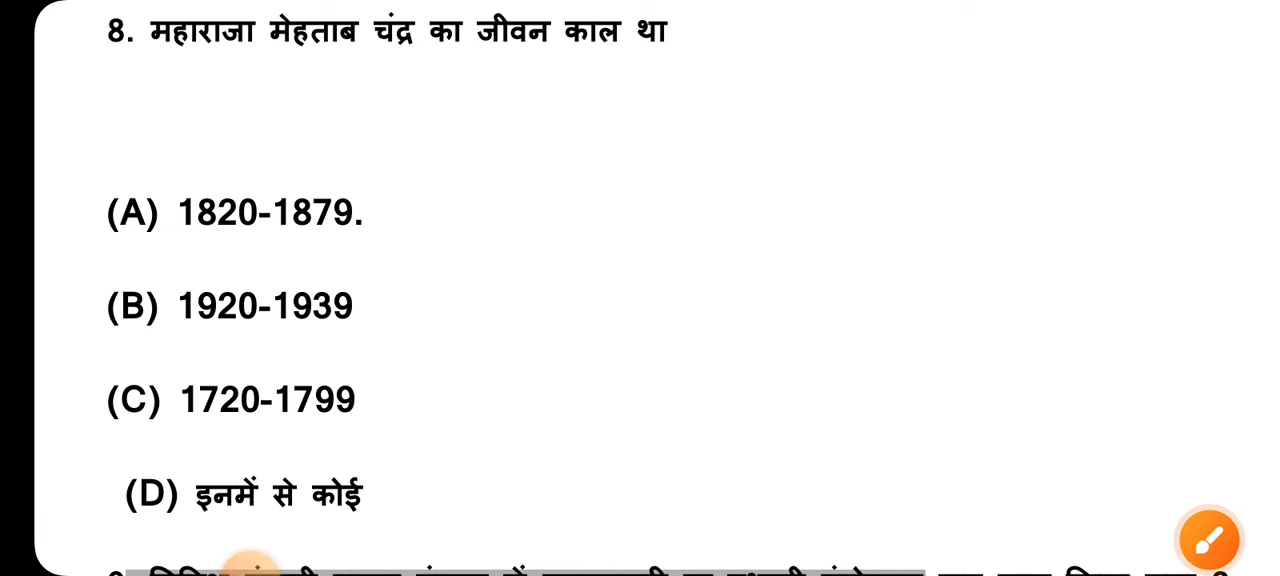 8. महाराजा मेहताब चंद्र का जीवन काल था
(A) 1820-1879.
(B) 1920-1939
(C) 1720-1799
(D) इनमें से कोई